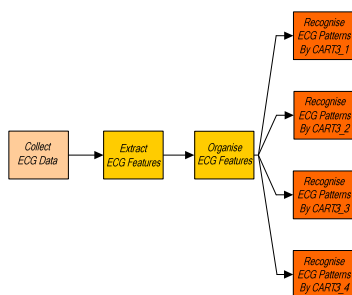 Collect
ECG Data
Extract
ECG Features
Organise
ECG Features
Recognise
ECG Patterns
By CART3_1
Recognise
ECG Patterns
By CART3_2
Recognise
ECG Patterns
By CART3_3
Recognise
ECG Patterns
By CART3_4